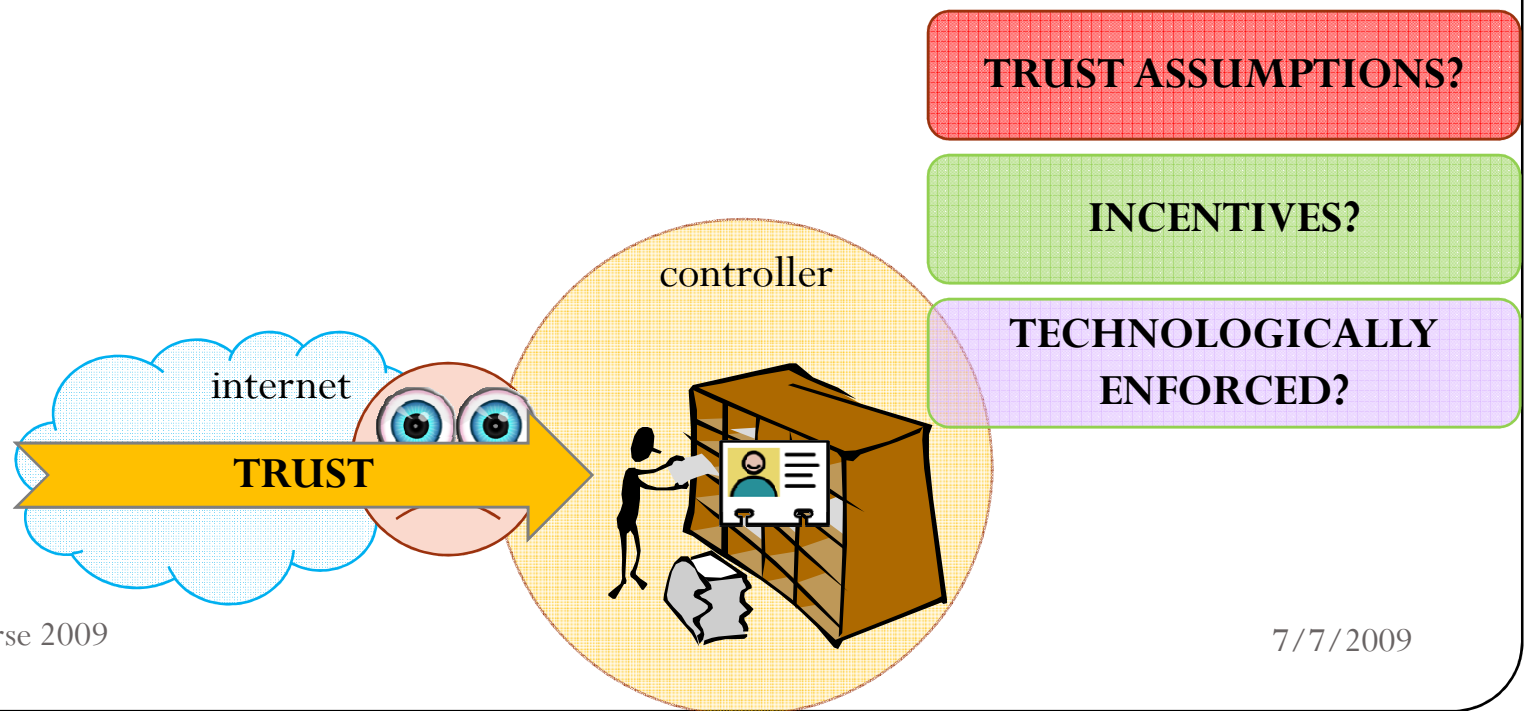 TRUST ASSUMPTIONS?
INCENTIVES?
controller
TECHNOLOGICALLY
ENFORCED?
internet
TRUST
rse 2009
7/7/2009